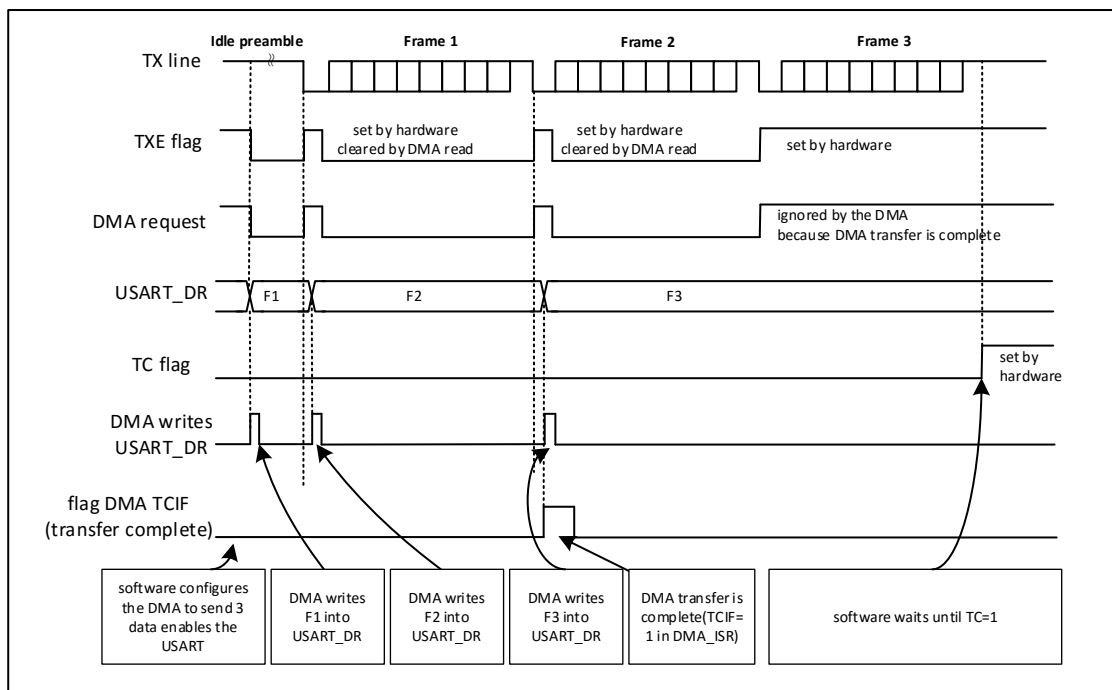 Idle preamble
Frame 1
Frame 2
Frame 3
TX line
TXE flag
set by hardware
cleared by DMA read
set by hardware
cleared by DMA read
set by hardware
DMA request
ignored by the DMA
because DMA transfer is complete
USART_DR
F1
F2
F3
TC flag
set by
hardware
DMA writes
USART_DR
flag DMA TCIF
(transfer complete)
software configures
the DMA to send 3
data enables the
USART
DMA writes
F1 into
USART_DR
DMA writes
F2 into
USART_DR
DMA writes
F3 into
USART_DR
DMA transfer is
complete(TCIF=
1 in DMA_ISR)
software waits until TC=1